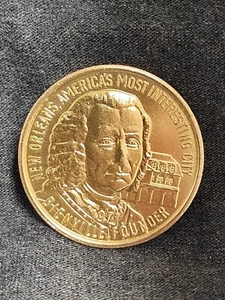 NEW ORLEANS, AMERICA'S MOST INTERESTING CITY
BIENVILLE FOUNDER